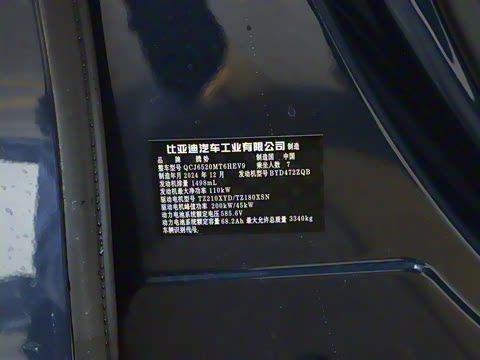 比亚迪汽车工业有限公司 制造
品 牌 腾势 制造国 中国
整车型号 QCJ6520MT6HEV9 乘坐人数 7
制造年月 2024 年 12 月 发动机型号 BYD472ZQB
发动机排量 1498mL
发动机最大净功率 110kW
驱动电机型号 TZ210XYD/TZ180XSN
驱动电机峰值功率 200kW/45kW
动力电池系统额定电压 585.6V
动力电池系统额定容量 68.2Ah 最大允许总质量 3340kg
车辆识别代号